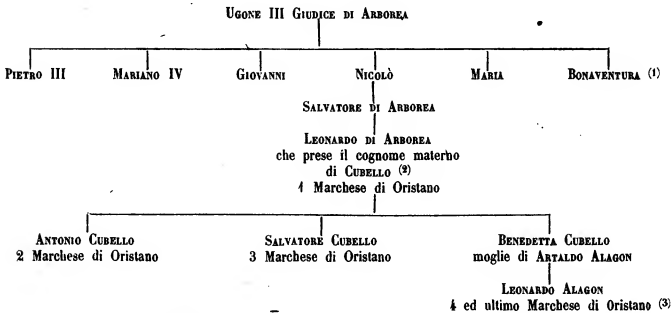 Ugone III Giudice di Arborea
Pietro III Mariano IV Giovanni Nicolò Maria Bonaventura (1)
Salvatore di Arborea
Leonardo di Arborea
che prese il cognome materno
di Cubello (2)
1 Marchese di Oristano
Antonio Cubello Salvatore Cubello Benedetta Cubello
2 Marchese di Oristano 3 Marchese di Oristano moglie di Artaldo Alagon
Leonardo Alagon
4 ed ultimo Marchese di Oristano (3)